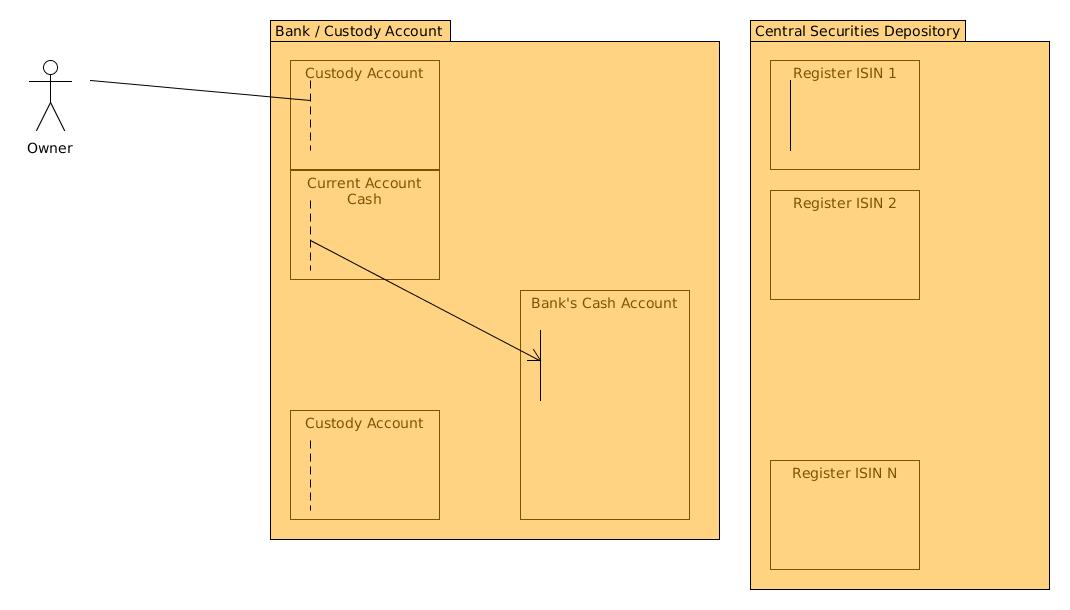 Bank / Custody Account
Central Securities Depository
Owner
Custody Account
Current Account
Cash
Bank's Cash Account
Custody Account
Register ISIN 1
Register ISIN 2
Register ISIN N